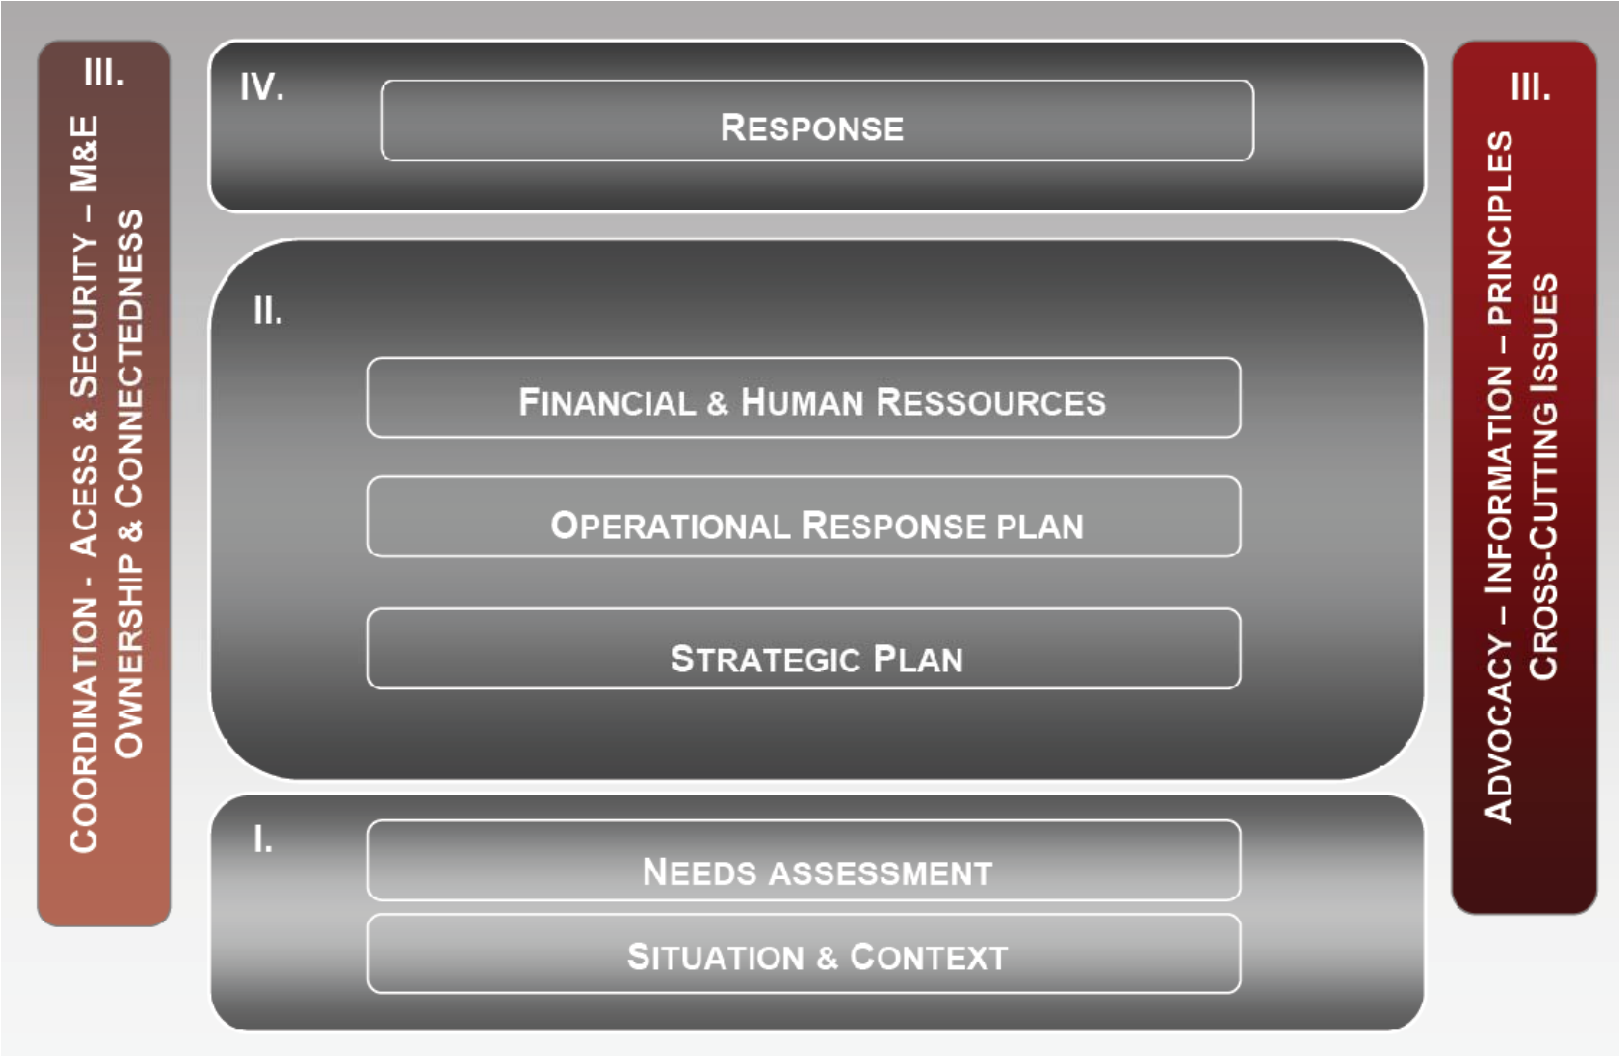 III.
COORDINATION - ACESS & SECURITY – M&E
OWNERSHIP & CONNECTEDNESS
IV.
RESPONSE
II.
FINANCIAL & HUMAN RESSOURCES
OPERATIONAL RESPONSE PLAN
STRATEGIC PLAN
I.
NEEDS ASSESSMENT
SITUATION & CONTEXT
III.
ADVOCACY – INFORMATION – PRINCIPLES
CROSS-CUTTING ISSUES